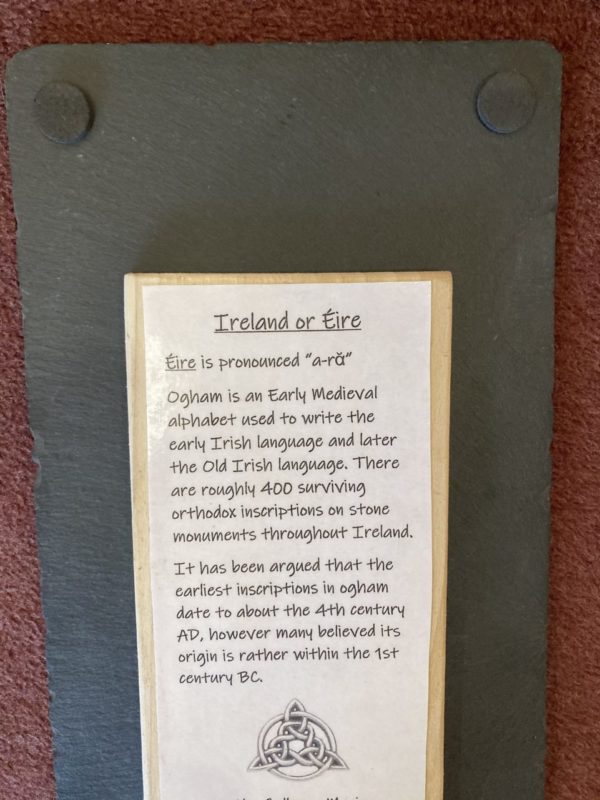 Ireland or Éire
Éire is pronounced “a-ră”
Ogham is an Early Medieval
alphabet used to write the
early Irish language and later
the Old Irish language. There
are roughly 400 surviving
orthodox inscriptions on stone
monuments throughout Ireland.
It has been argued that the
earliest inscriptions in ogham
date to about the 4th century
AD, however many believed its
origin is rather within the 1st
century BC.